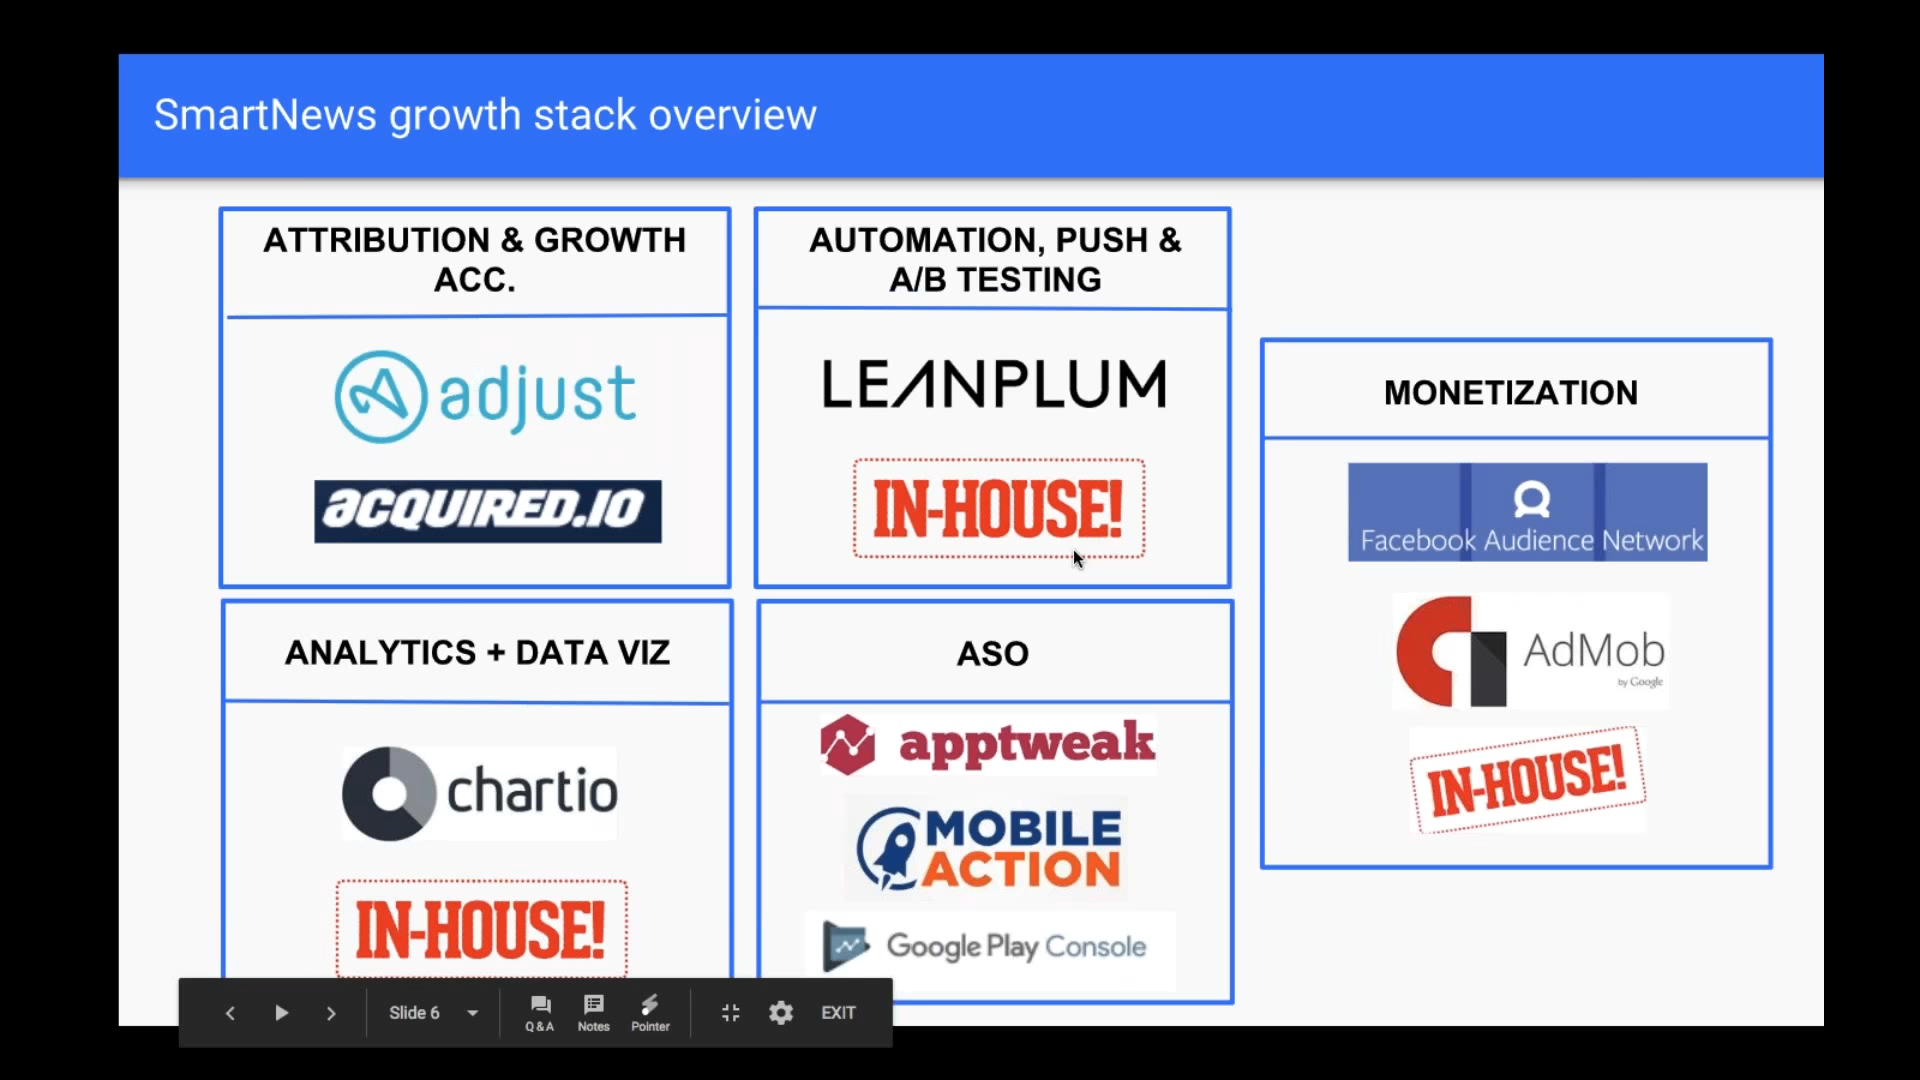 SmartNews growth stack overview
ATTRIBUTION & GROWTH
ACC.
adjust
acquired.io
AUTOMATION, PUSH &
A/B TESTING
LEANPLUM
IN-HOUSE!
MONETIZATION
Facebook Audience Network
AdMob
by Google
IN-HOUSE!
ANALYTICS + DATA VIZ
chartio
IN-HOUSE!
ASO
apptweak
MOBILE
ACTION
Google Play Console
Slide 6
Q & A
Notes
Pointer
EXIT